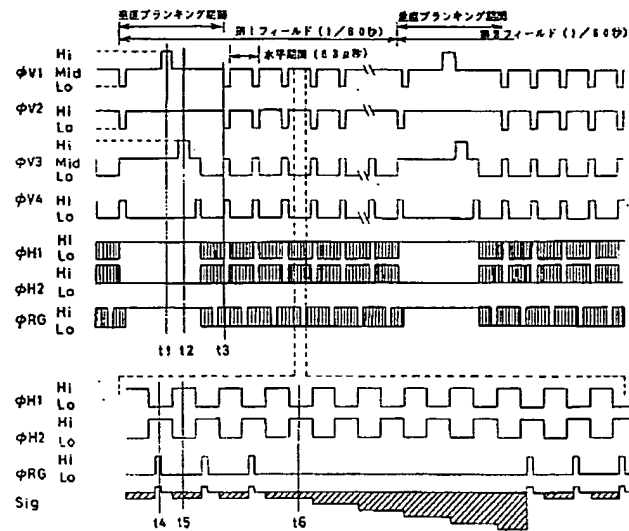 垂直ブランキング期間
垂直ブランキング期間
第1フィールド(1/60秒)
第2フィールド(1/60秒)
水平期間(63μ秒)
Hi
φV1 Mid
Lo
φV2 Hi
Lo
Hi
φV3 Mid
Lo
φV4 Hi
Lo
φH1 Hi
Lo
φH2 Hi
Lo
φRG Hi
Lo
t1 t2 t3
φH1 Hi
Lo
φH2 Hi
Lo
φRG Hi
Lo
Sig
t4 t5 t6